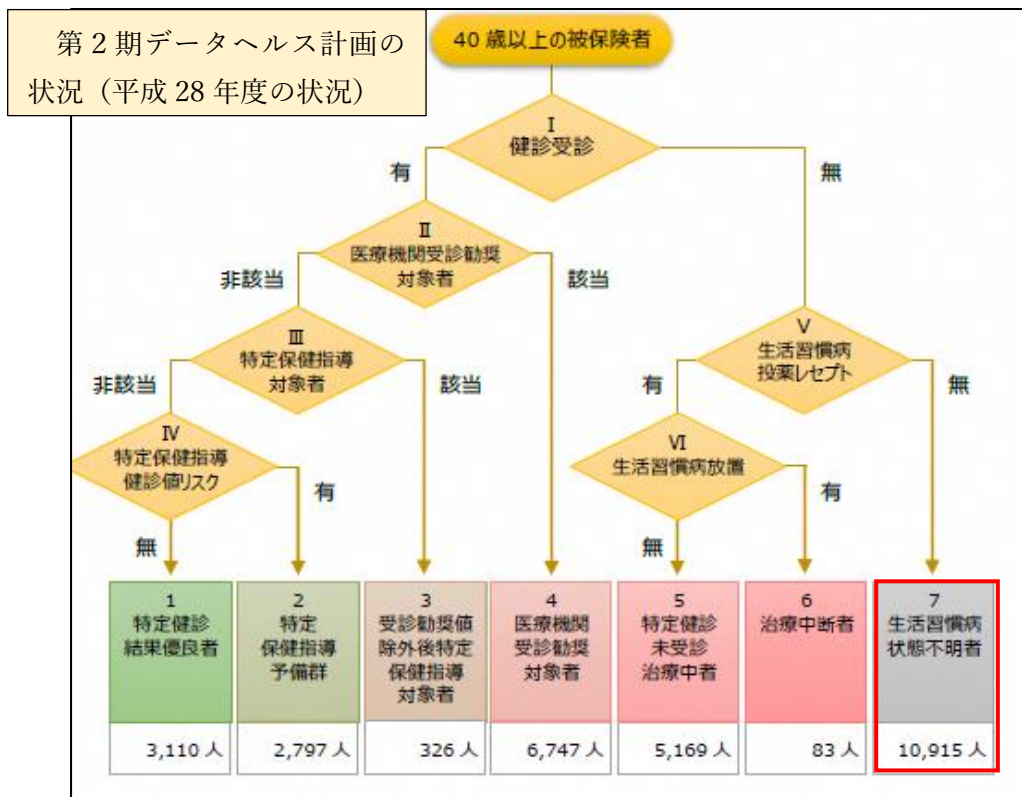 第２期データヘルス計画の
状況（平成 28 年度の状況）
40 歳以上の被保険者
Ⅰ
健診受診
有
無
Ⅱ
医療機関受診勧奨
対象者
非該当
該当
Ⅲ
特定保健指導
対象者
Ⅴ
生活習慣病
投薬レセプト
非該当
該当
有
無
Ⅳ
特定保健指導
健診値リスク
Ⅵ
生活習慣病放置
有
有
無
無
1
特定健診
結果優良者
2
特定
保健指導
予備群
3
受診勧奨値
除外後特定
保健指導
対象者
4
医療機関
受診勧奨
対象者
5
特定健診
未受診
治療中者
6
治療中断者
7
生活習慣病
状態不明者
3,110 人
2,797 人
326 人
6,747 人
5,169 人
83 人
10,915 人